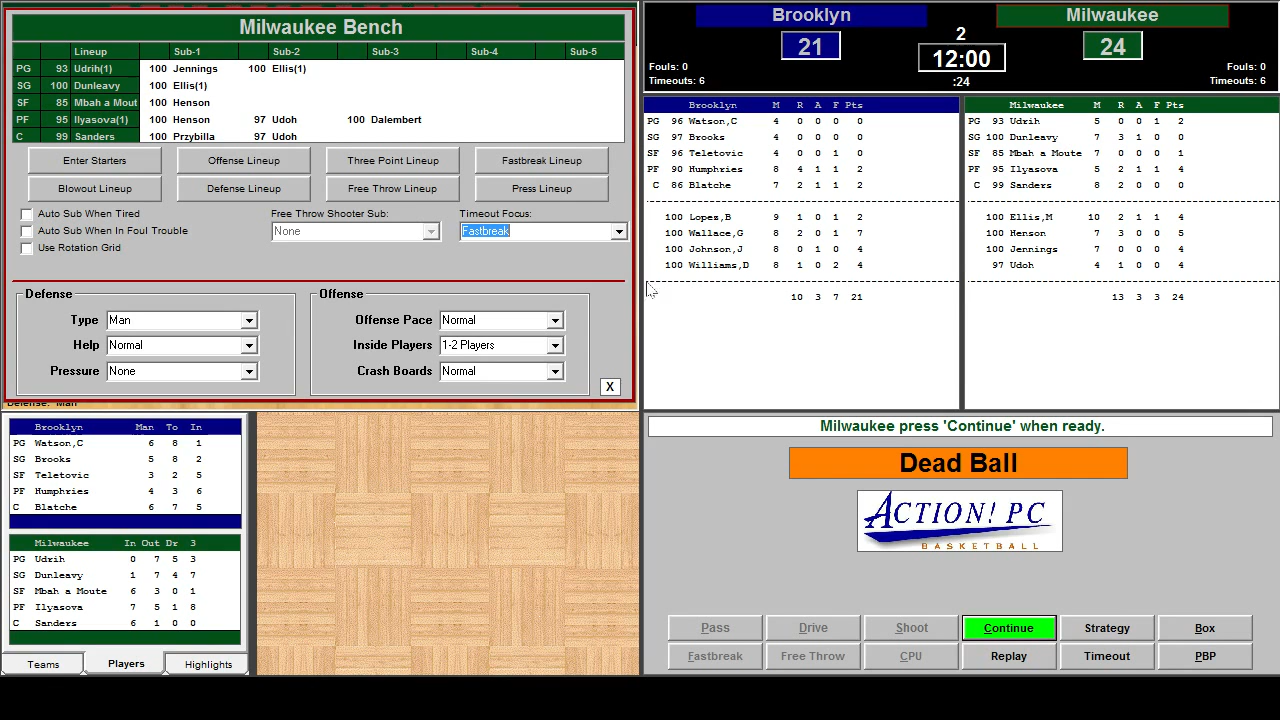 Milwaukee Bench
Lineup Sub-1 Sub-2 Sub-3 Sub-4 Sub-5
PG 93 Udrih(1) 100 Jennings 100 Ellis(1)
SG 100 Dunleavy 100 Ellis(1)
SF 85 Mbah a Mout 100 Henson
PF 95 Ilyasova(1) 100 Henson 97 Udoh 100 Dalembert
C 99 Sanders 100 Przybilla 97 Udoh
Enter Starters Offense Lineup Three Point Lineup Fastbreak Lineup
Blowout Lineup Defense Lineup Free Throw Lineup Press Lineup
Auto Sub When Tired Free Throw Shooter Sub: Timeout Focus:
Auto Sub When In Foul Trouble None Fastbreak
Use Rotation Grid
Defense Offense
Type Man Offense Pace Normal
Help Normal Inside Players 1-2 Players
Pressure None Crash Boards Normal
X
Defense: Man
Brooklyn Milwaukee
21 2 24
12:00
Fouls: 0 Fouls: 0
Timeouts: 6 :24 Timeouts: 6
Brooklyn M R A F Pts
PG 96 Watson,C 4 0 0 0 0
SG 97 Brooks 4 0 0 0 0
SF 96 Teletovic 4 0 0 1 0
PF 90 Humphries 8 4 1 1 2
C 86 Blatche 7 2 1 1 2
100 Lopes,B 9 1 0 1 2
100 Wallace,G 8 2 0 1 7
100 Johnson,J 8 0 1 0 4
100 Williams,D 8 1 0 2 4
10 3 7 21
Milwaukee M R A F Pts
PG 93 Udrih 5 0 0 1 2
SG 100 Dunleavy 7 3 1 0 0
SF 85 Mbah a Moute 7 0 0 0 1
PF 95 Ilyasova 5 2 1 1 4
C 99 Sanders 8 2 0 0 0
100 Ellis,M 10 2 1 1 4
100 Henson 7 3 0 0 5
100 Jennings 7 0 0 0 4
97 Udoh 4 1 0 0 4
13 3 3 24
Brooklyn Man To In
PG Watson,C 6 8 1
SG Brooks 5 8 2
SF Teletovic 3 2 5
PF Humphries 4 3 6
C Blatche 6 7 5
Milwaukee In Out Dr 3
PG Udrih 0 7 5 3
SG Dunleavy 1 7 4 7
SF Mbah a Moute 6 3 0 1
PF Ilyasova 7 5 1 8
C Sanders 6 1 0 0
Teams Players Highlights
Milwaukee press 'Continue' when ready.
Dead Ball
ACTION! PC
BASKETBALL
Pass Drive Shoot Continue Strategy Box
Fastbreak Free Throw CPU Replay Timeout PBP